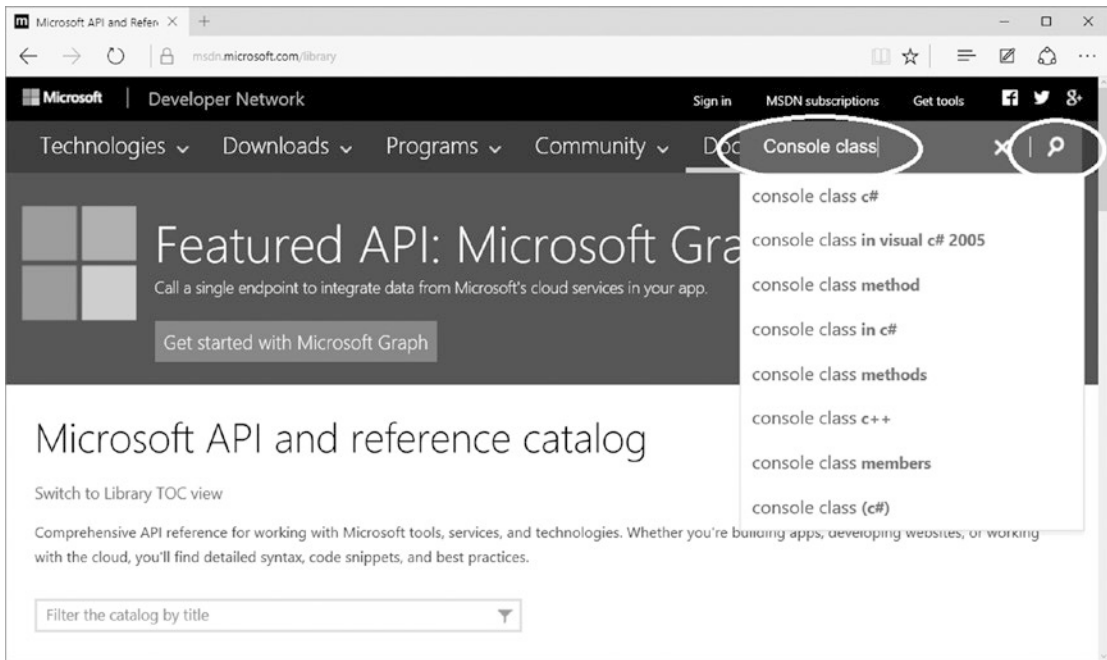 Microsoft API and Refer
msdn.microsoft.com/library
Microsoft | Developer Network
Sign in MSDN subscriptions Get tools
Technologies Downloads Programs Community Doc Console class
console class c#
console class in visual c# 2005
console class method
console class in c#
console class methods
console class c++
console class members
console class (c#)
Featured API: Microsoft Gra
Call a single endpoint to integrate data from Microsoft's cloud services in your app.
Get started with Microsoft Graph
Microsoft API and reference catalog
Switch to Library TOC view
Comprehensive API reference for working with Microsoft tools, services, and technologies. Whether you're building apps, developing websites, or working
with the cloud, you'll find detailed syntax, code snippets, and best practices.
Filter the catalog by title